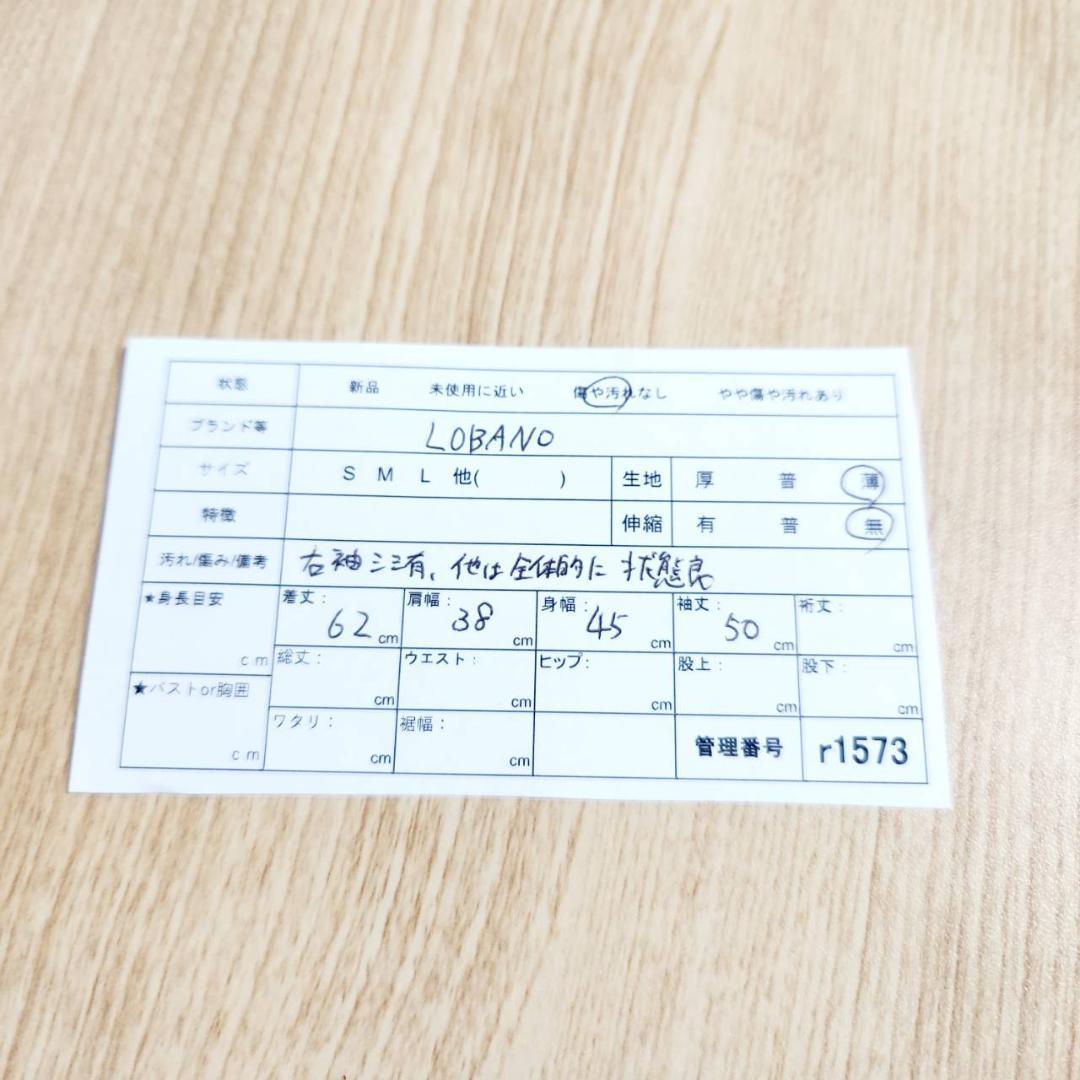 状態 新品 未使用に近い 傷や汚れなし やや傷や汚れあり
ブランド等 LOBANO
サイズ S M L 他( ) 生地 厚 普 薄
特徴 伸縮 有 普 無
汚れ/傷み/備考 右袖シミ有、他は全体的に状態良
★身長目安 cm 着丈: 62 cm 肩幅: 38 cm 身幅: 45 cm 袖丈: 50 cm 裄丈: cm
総丈: cm ウエスト: cm ヒップ: cm 股上: cm 股下: cm
★バストor胸囲 cm ワタリ: cm 裾幅: cm 管理番号 r1573